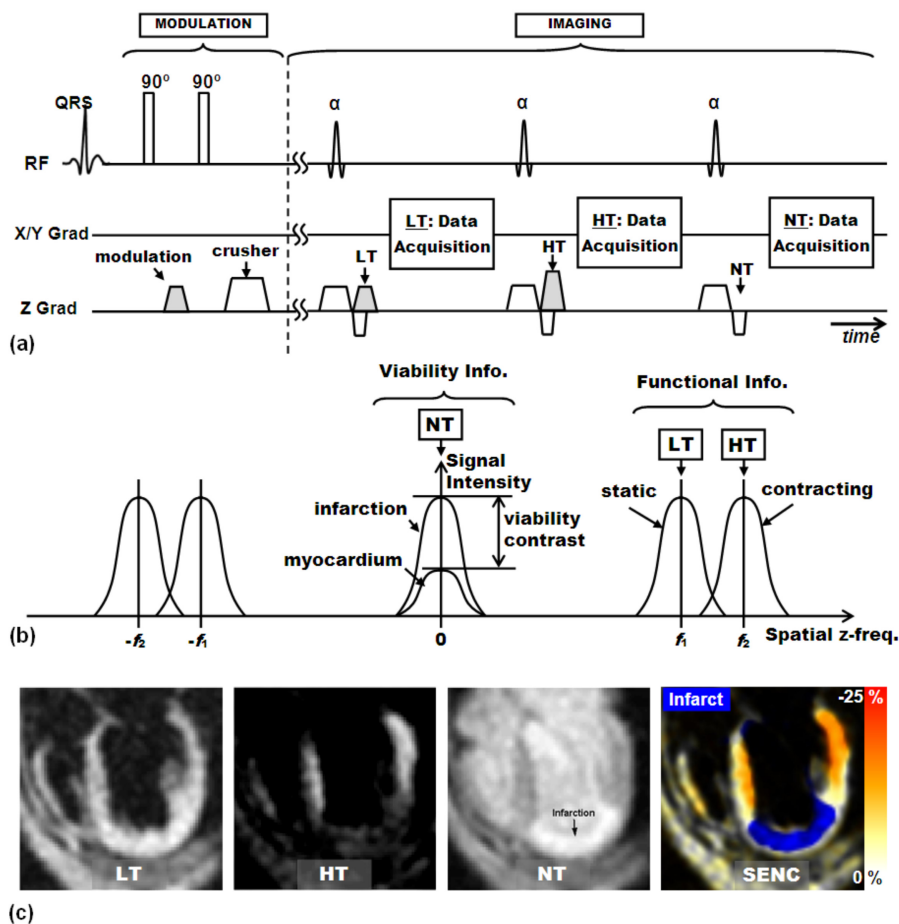 MODULATION
IMAGING
90º 90º
QRS
α α α
RF
X/Y Grad
LT: Data
Acquisition
HT: Data
Acquisition
NT: Data
Acquisition
modulation
crusher
LT
HT
NT
Z Grad
time
(a)
Viability Info.
Functional Info.
NT
LT
HT
Signal
Intensity
infarction
viability
contrast
myocardium
static
contracting
-f2 -f1 0 f1 f2 Spatial z-freq.
(b)
Infarct
-25 %
Infarction
LT
HT
NT
SENC
0 %
(c)